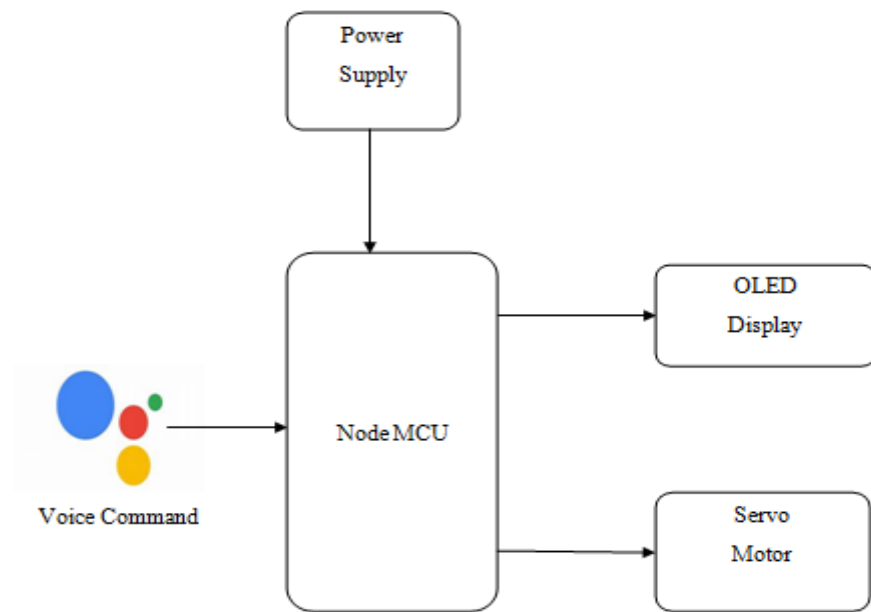 Power
Supply
OLED
Display
Node MCU
Voice Command
Servo
Motor